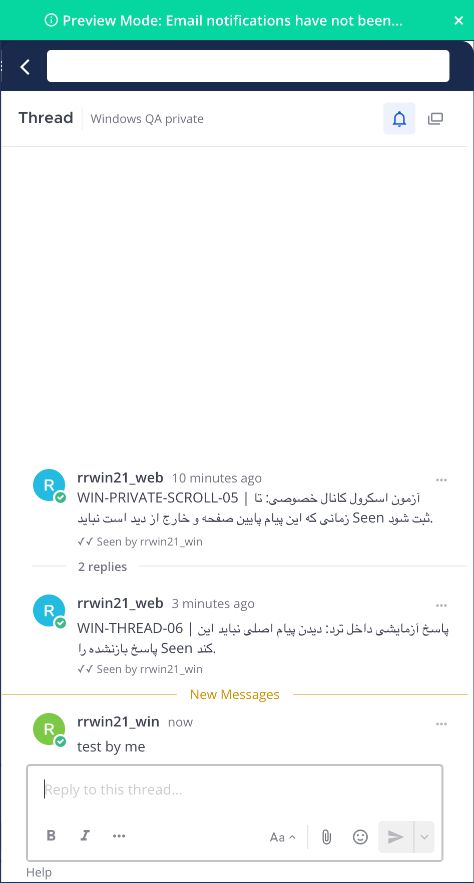 Preview Mode: Email notifications have not been...
Thread
Windows QA private
rrwin21_web 10 minutes ago
WIN-PRIVATE-SCROLL-05 | آزمون اسکرول کانال خصوصی: تا
زمانی که این پیام پایین صفحه و خارج از دید است نباید Seen ثبت شود.
✓✓ Seen by rrwin21_win
2 replies
rrwin21_web 3 minutes ago
WIN-THREAD-06 | پاسخ آزمایشی داخل ترد: دیدن پیام اصلی نباید این
پاسخ بازنشده را Seen کند.
✓✓ Seen by rrwin21_win
New Messages
R rrwin21_win now
test by me
Reply to this thread...
B I Aa
Help